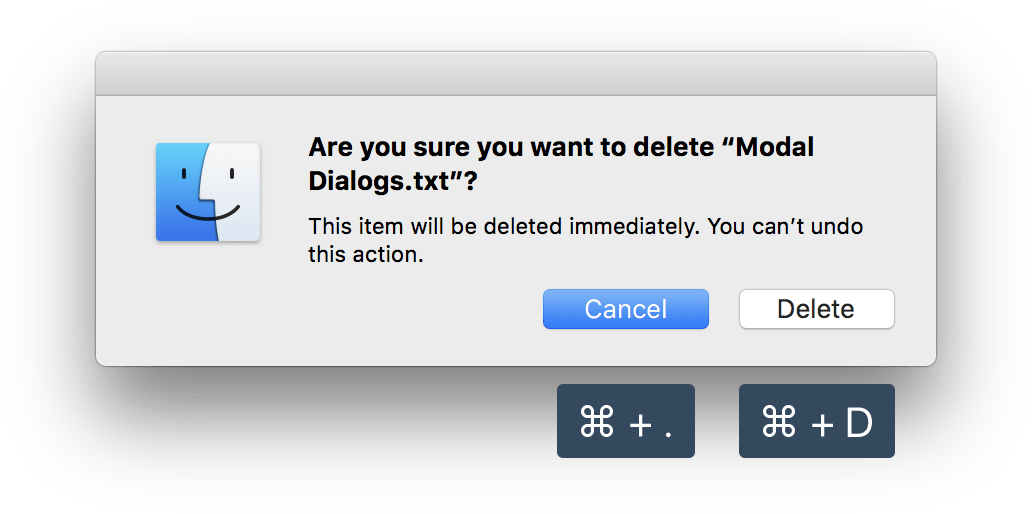 Are you sure you want to delete “Modal
Dialogs.txt”?
This item will be deleted immediately. You can’t undo
this action.
Cancel Delete
⌘ + . ⌘ + D